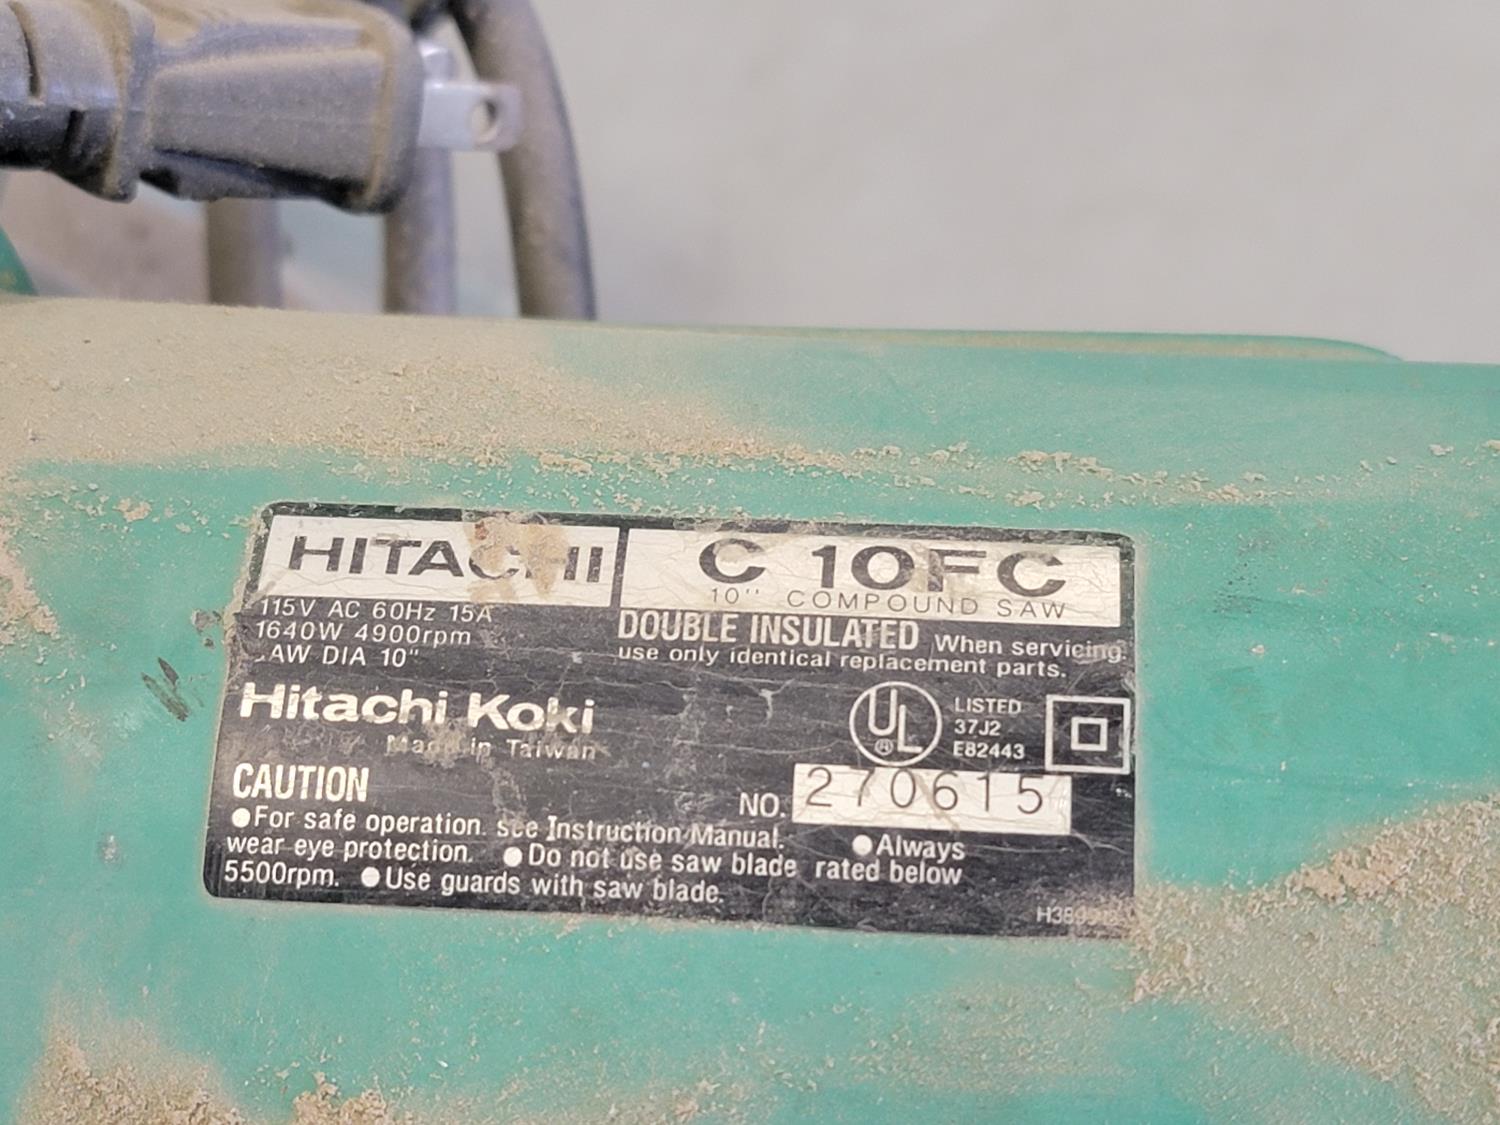 HITACHI
C 10FC
10" COMPOUND SAW
115V AC 60Hz 15A
1640W 4900rpm
SAW DIA 10"
DOUBLE INSULATED When servicing
use only identical replacement parts.
Hitachi Koki
Made in Taiwan
UL
®
LISTED
37J2
E82443
NO. 270615
CAUTION
●For safe operation. see Instruction Manual. ●Always
wear eye protection. ●Do not use saw blade rated below
5500rpm. ●Use guards with saw blade.